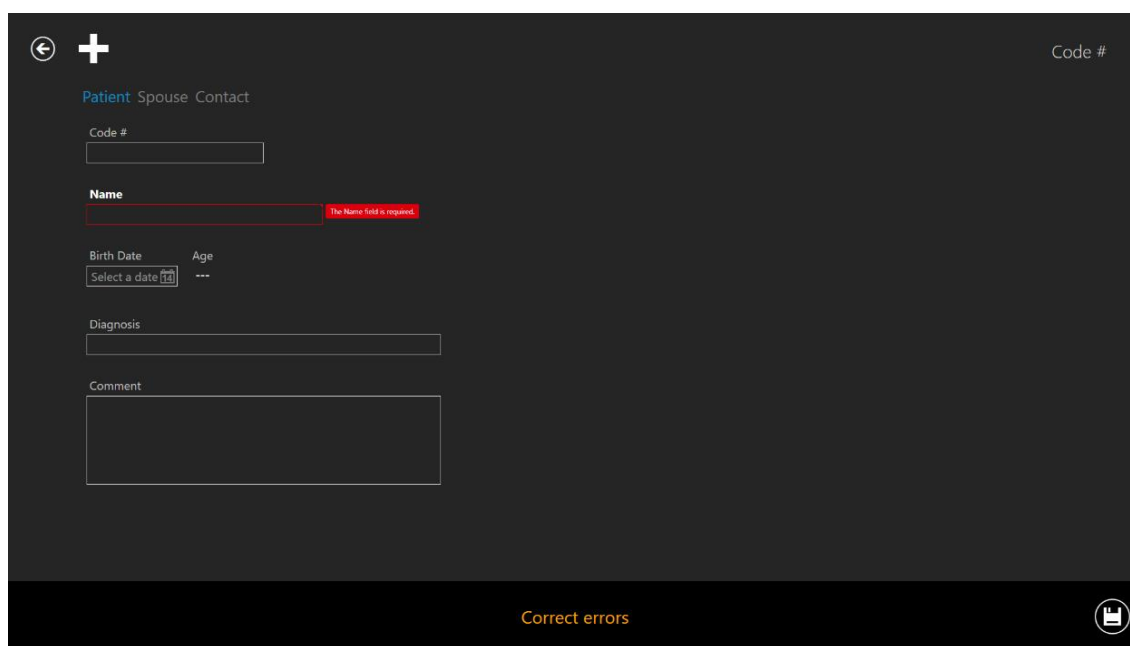 Code #
Patient Spouse Contact
Code #
Name
The Name field is required.
Birth Date Age
Select a date 14 ---
Diagnosis
Comment
Correct errors